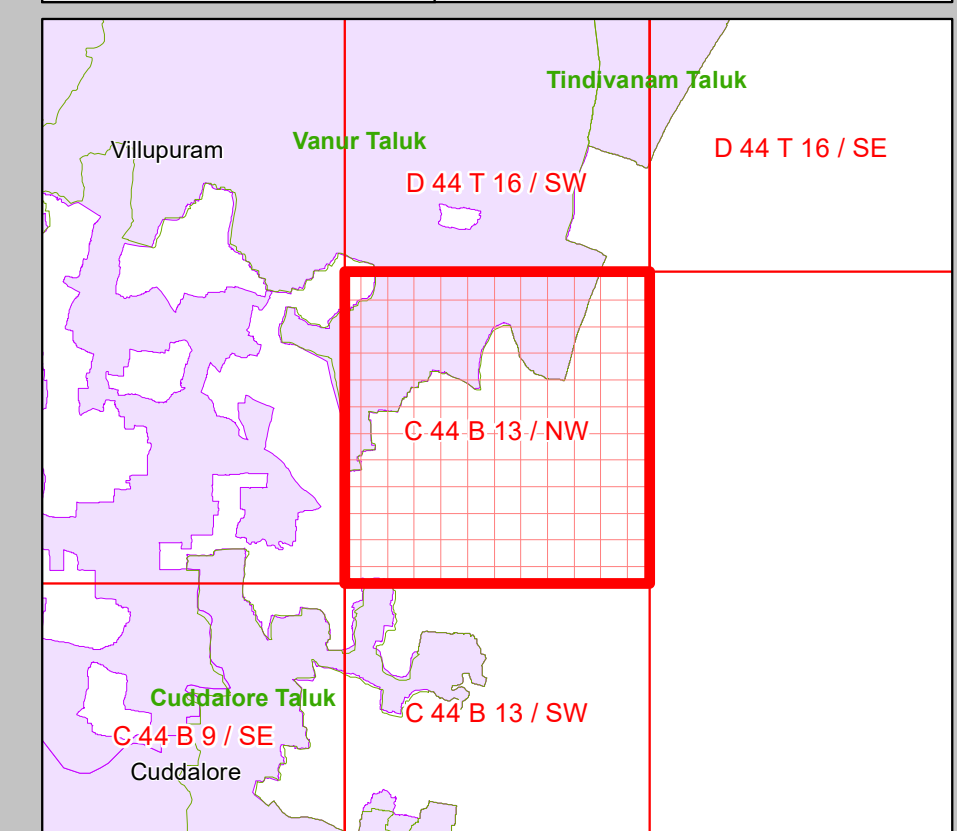 Tindivanam Taluk
Vanur Taluk
Villupuram
D 44 T 16 / SE
D 44 T 16 / SW
C 44 B 13 / NW
Cuddalore Taluk
C 44 B 13 / SW
C 44 B 9 / SE
Cuddalore